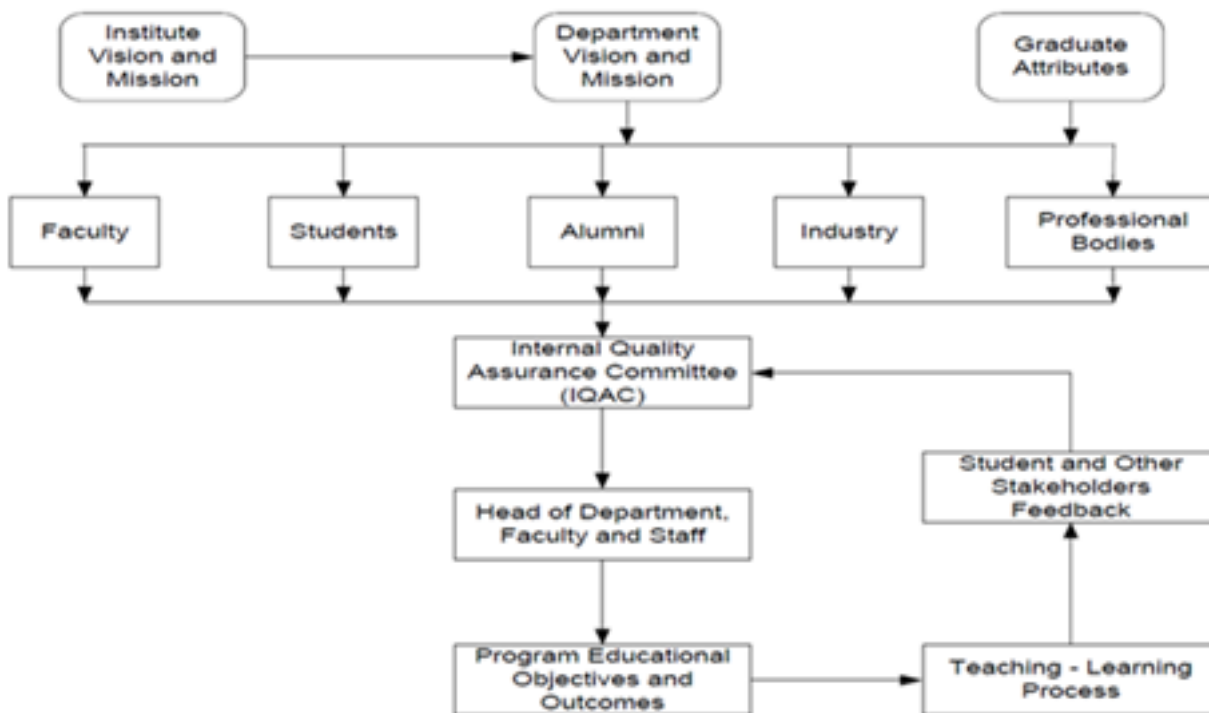 Institute
Vision and
Mission
Department
Vision and
Mission
Graduate
Attributes
Faculty
Students
Alumni
Industry
Professional
Bodies
Internal Quality
Assurance Committee
(IQAC)
Student and Other
Stakeholders
Feedback
Head of Department,
Faculty and Staff
Program Educational
Objectives and
Outcomes
Teaching - Learning
Process